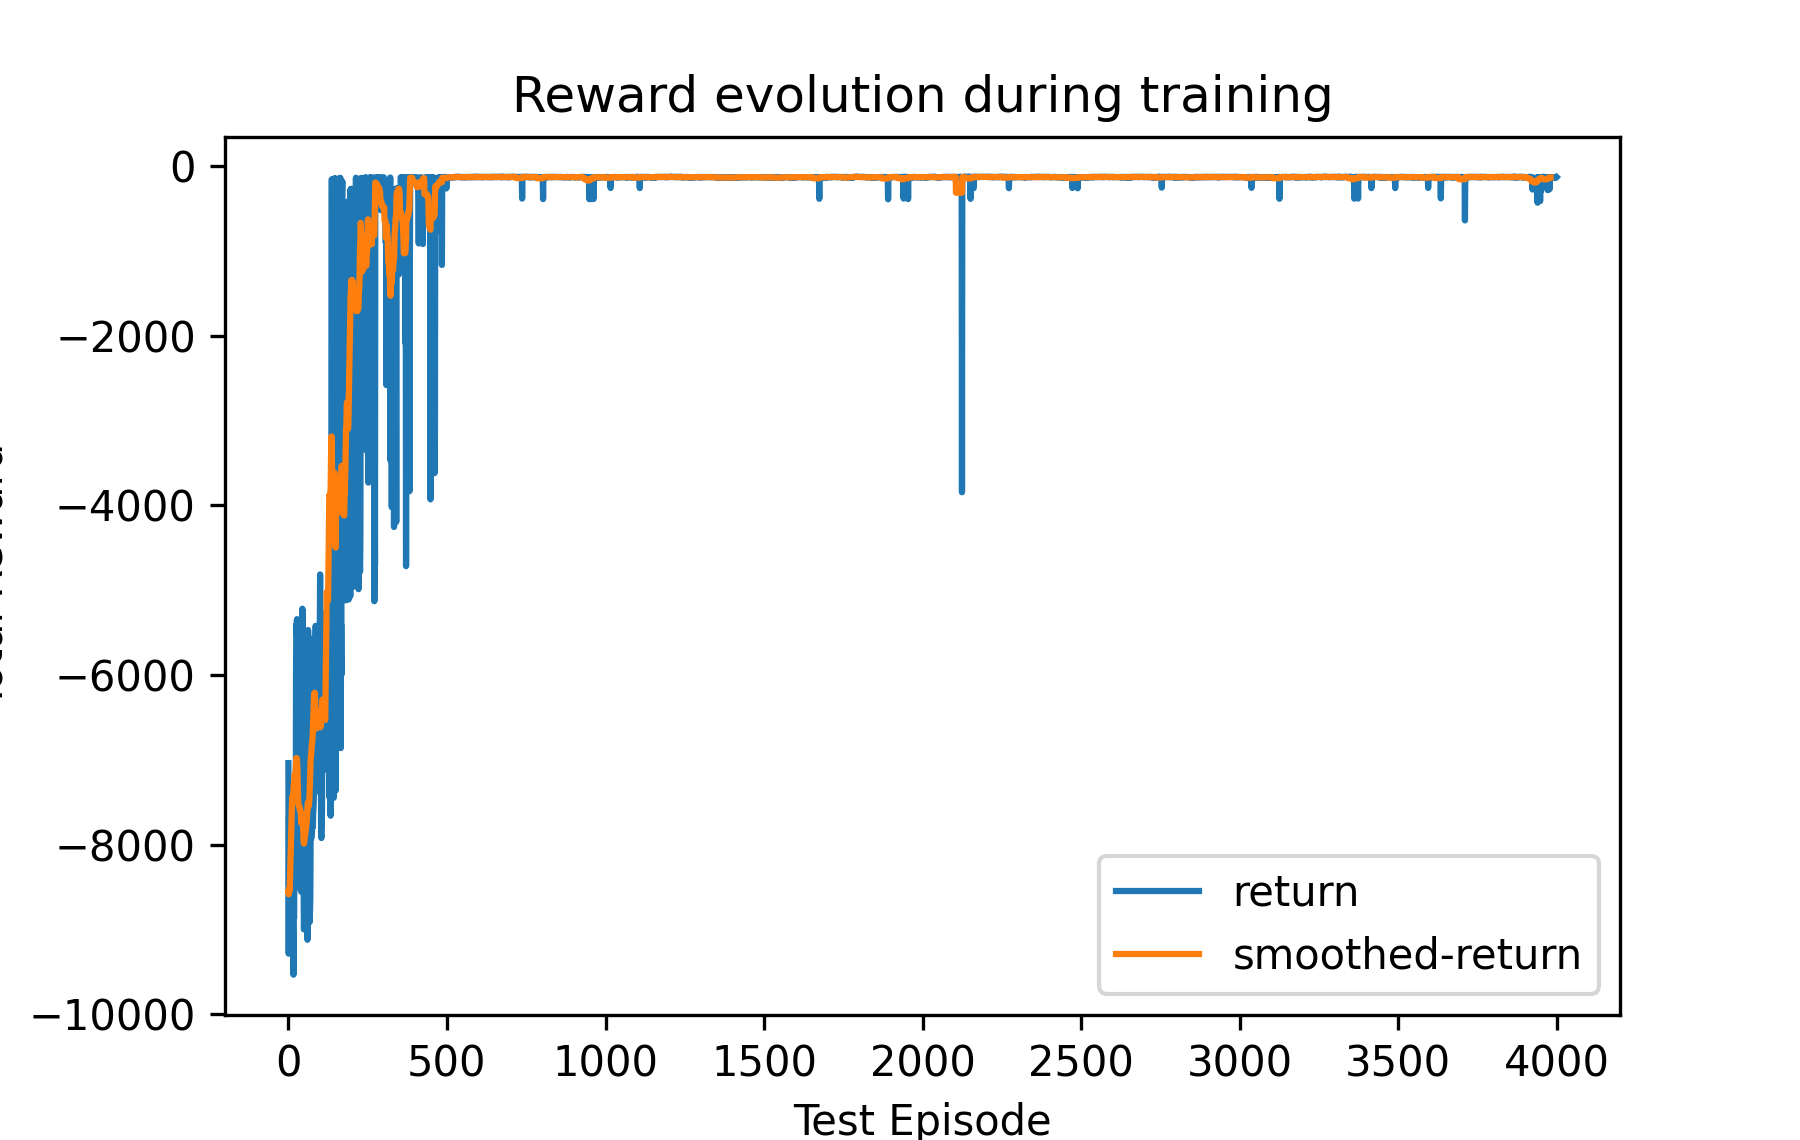 Reward evolution during training
0
−2000
−4000
−6000
−8000
−10000
return
smoothed-return
0 500 1000 1500 2000 2500 3000 3500 4000
Test Episode